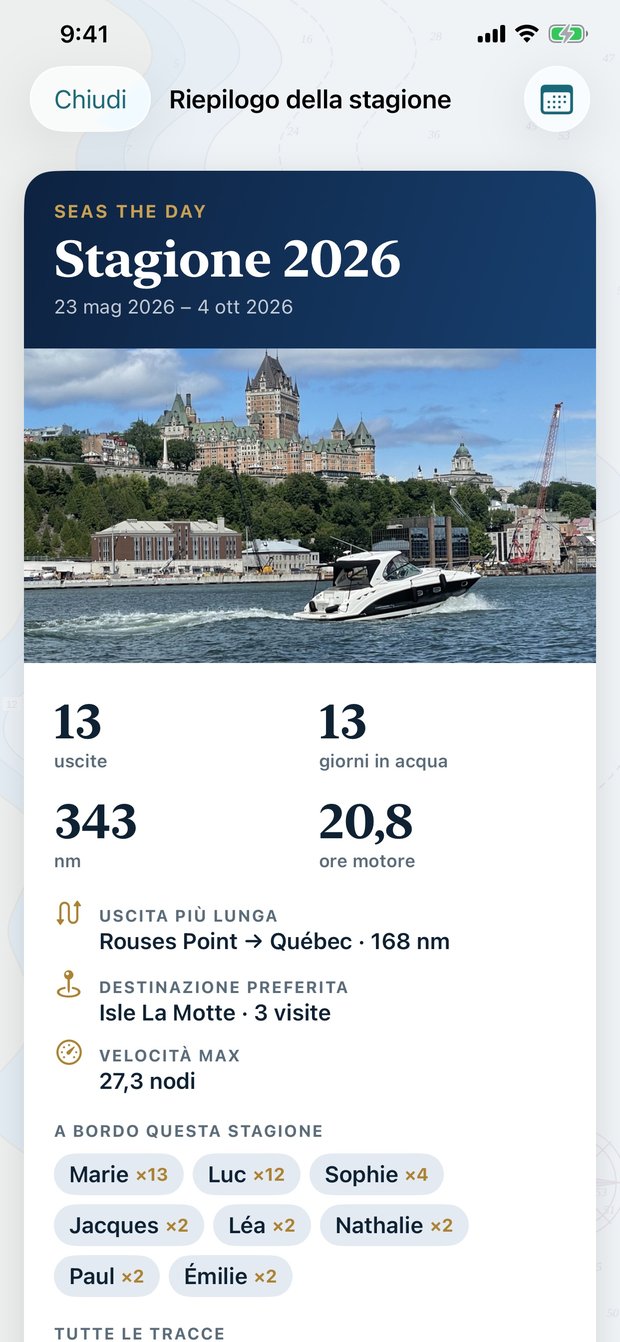 9:41
Chiudi
Riepilogo della stagione
SEAS THE DAY
Stagione 2026
23 mag 2026 – 4 ott 2026
13
uscite
13
giorni in acqua
343
nm
20,8
ore motore
USCITA PIÙ LUNGA
Rouses Point → Québec · 168 nm
DESTINAZIONE PREFERITA
Isle La Motte · 3 visite
VELOCITÀ MAX
27,3 nodi
A BORDO QUESTA STAGIONE
Marie ×13 Luc ×12 Sophie ×4
Jacques ×2 Léa ×2 Nathalie ×2
Paul ×2 Émilie ×2
TUTTE LE TRACCE